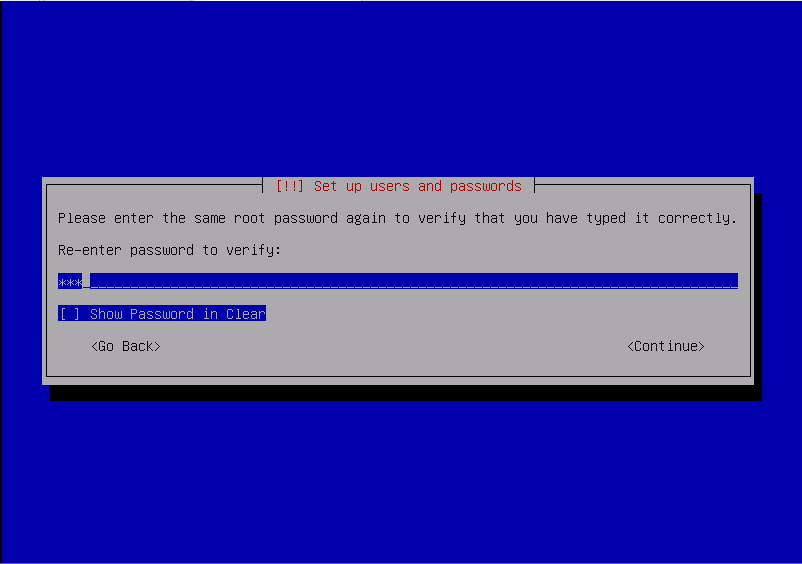 [!!] Set up users and passwords
Please enter the same root password again to verify that you have typed it correctly.
Re-enter password to verify:
***
[ ] Show Password in Clear
<Go Back> <Continue>